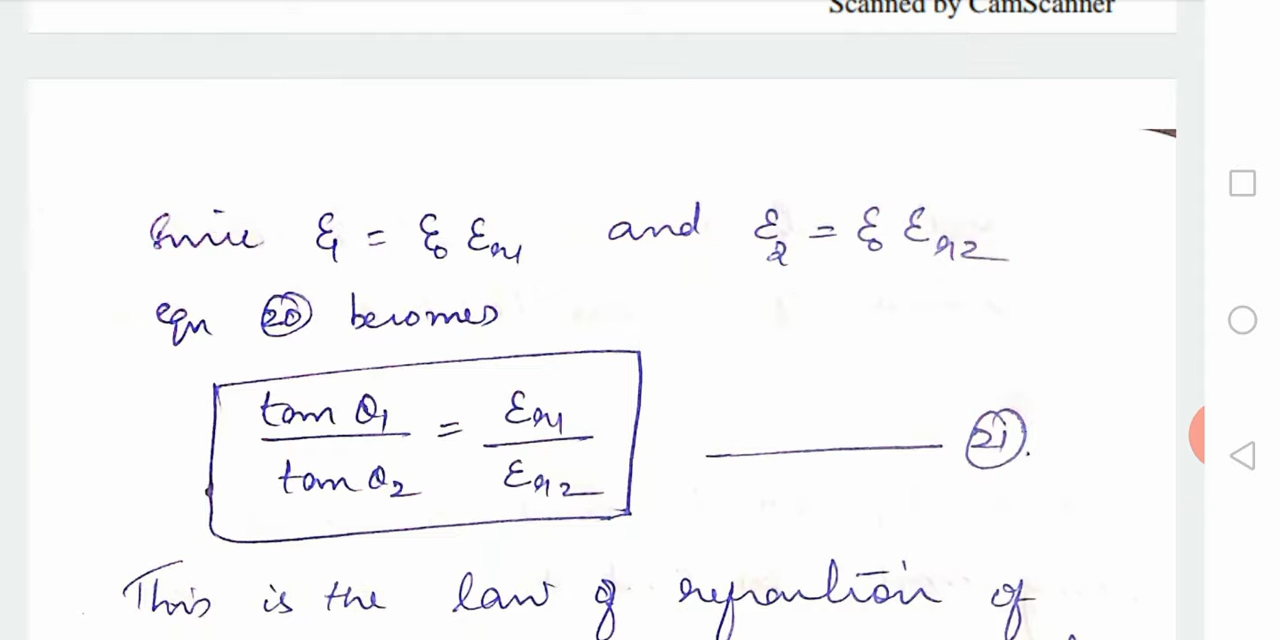 Scanned by CamScanner
Since ε₁ = ε₀ εr1 and ε₂ = ε₀ εr2
eqn 20 becomes
tan θ₁ / tan θ₂ = εr1 / εr2 ——— 21.
This is the law of refraction of